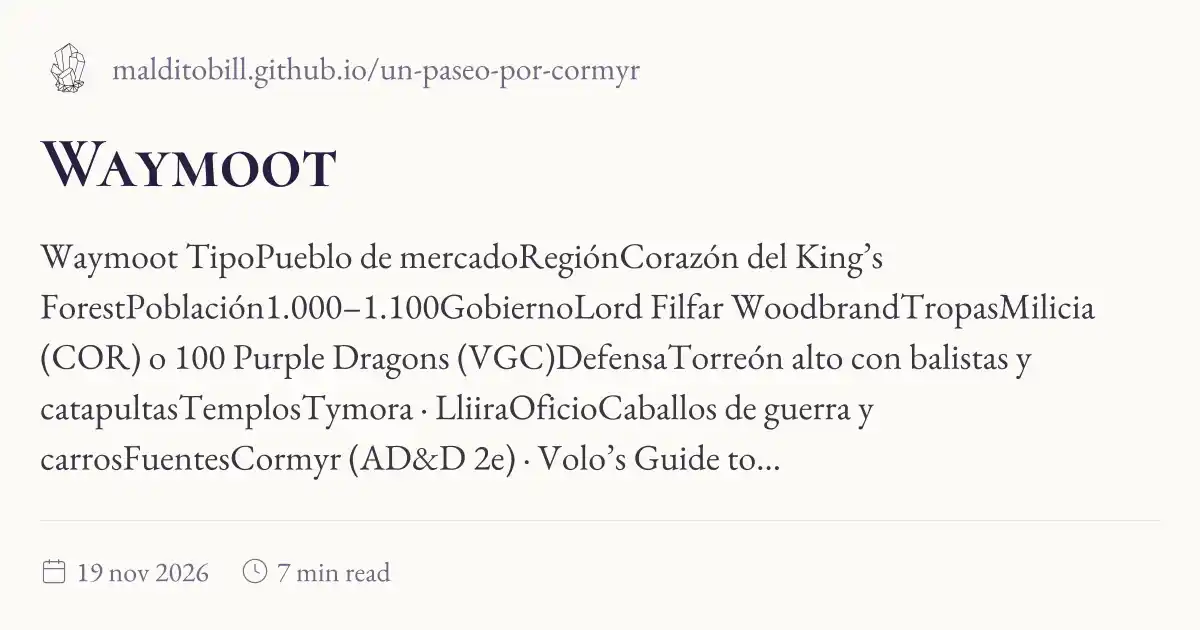 malditobill.github.io/un-paseo-por-cormyr
Waymoot
Waymoot TipoPueblo de mercadoRegiónCorazón del King’s
ForestPoblación1.000–1.100GobiernoLord Filfar WoodbrandTropasMilicia
(COR) o 100 Purple Dragons (VGC)DefensaTorreón alto con balistas y
catapultasTemplosTymora · LliiraOficioCaballos de guerra y
carrosFuentesCormyr (AD&D 2e) · Volo’s Guide to...
19 nov 2026
7 min read